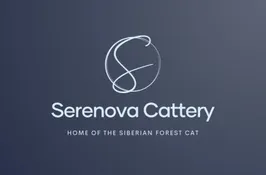 S
Serenova Cattery
HOME OF THE SIBERIAN FOREST CAT